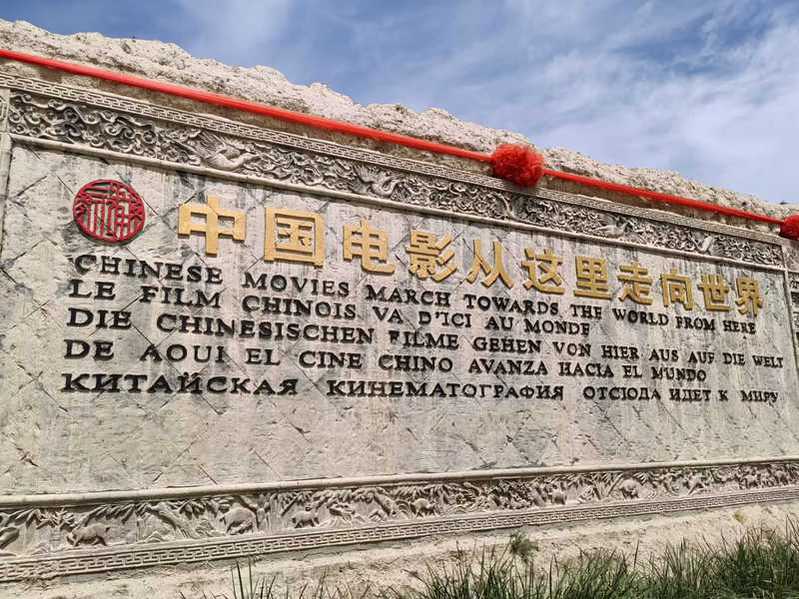 中国电影从这里走向世界
CHINESE MOVIES MARCH TOWARDS THE WORLD FROM HERE
LE FILM CHINOIS VA D'ICI AU MONDE
DIE CHINESISCHEN FILME GEHEN VON HIER AUS AUF DIE WELT
DE AOUI EL CINE CHINO AVANZA HACIA EL MUNDO
КИТАЙСКАЯ КИНЕМАТОГРАФИЯ ОТСЮДА ИДЕТ К МИРУ